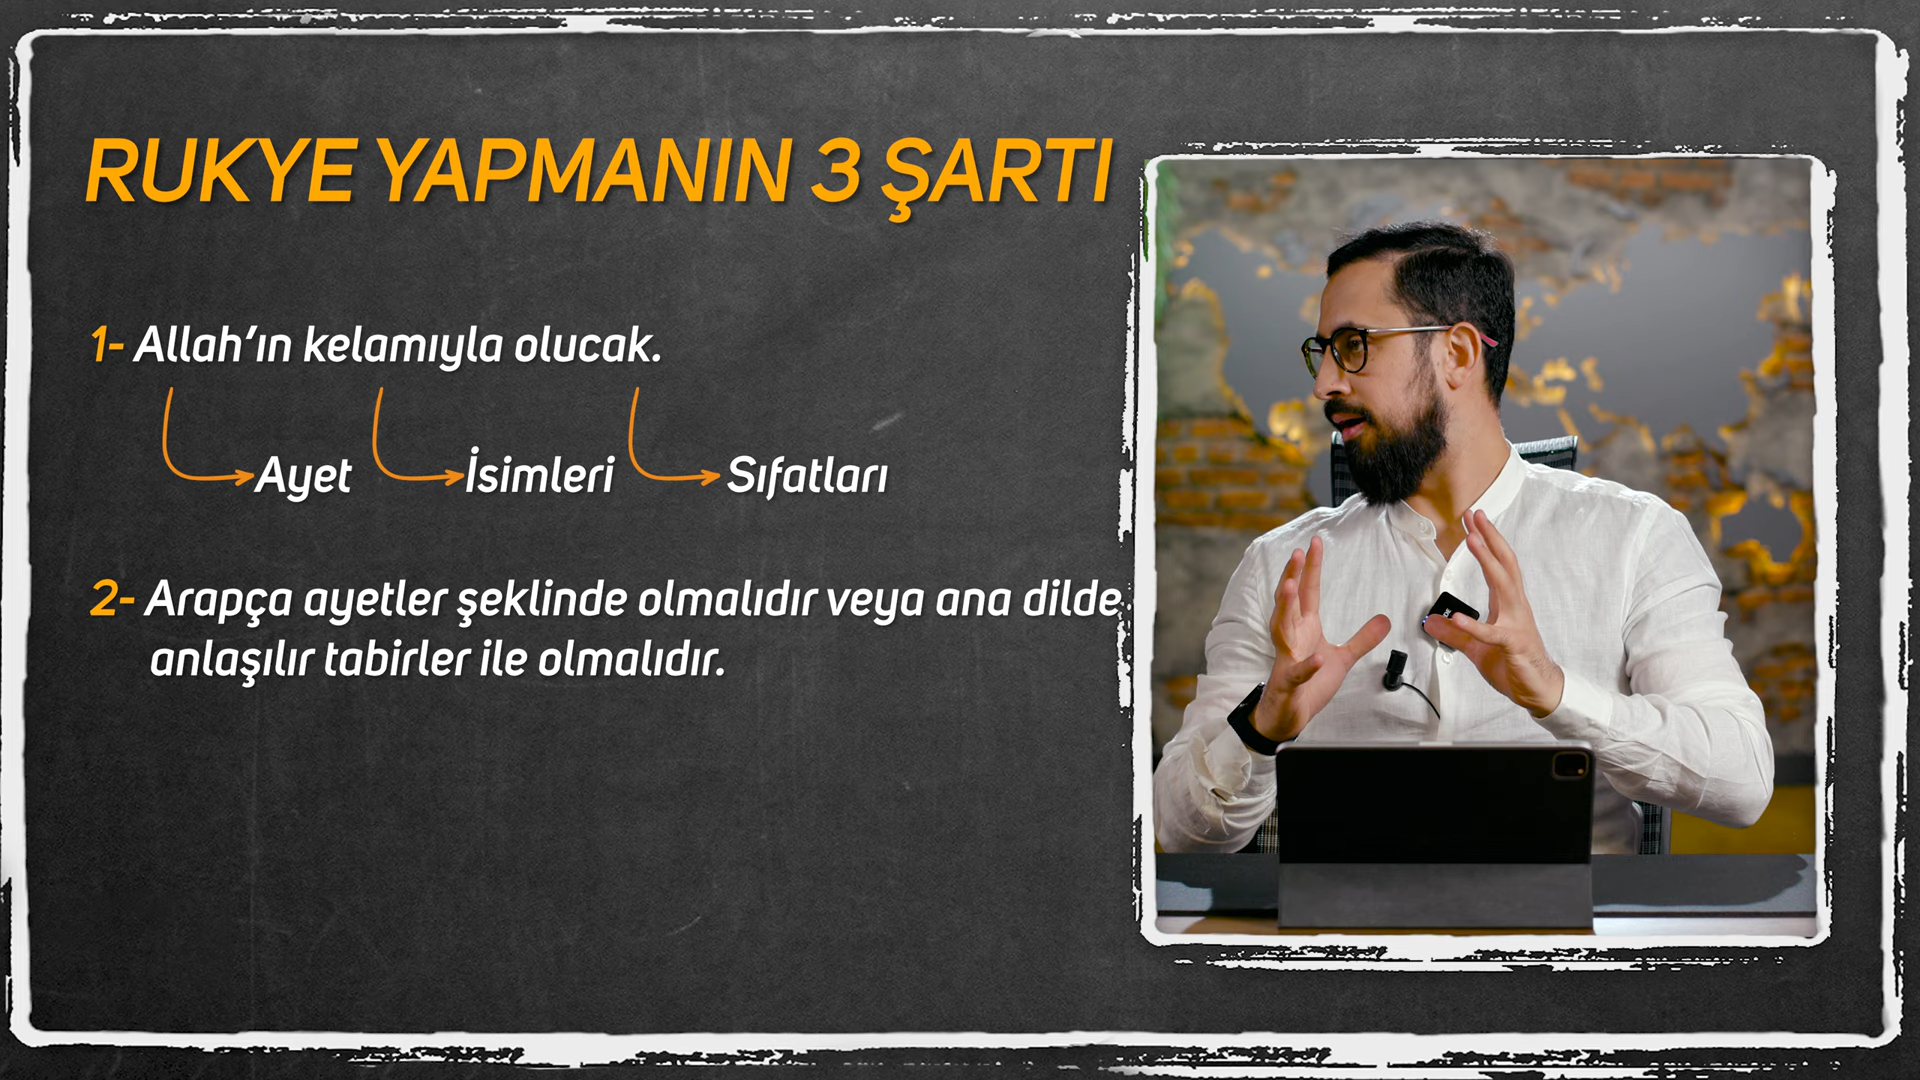 RUKYE YAPMANIN 3 ŞARTI
1- Allah'ın kelamıyla olucak.
Ayet İsimleri Sıfatları
2- Arapça ayetler şeklinde olmalıdır veya ana dilde
anlaşılır tabirler ile olmalıdır.